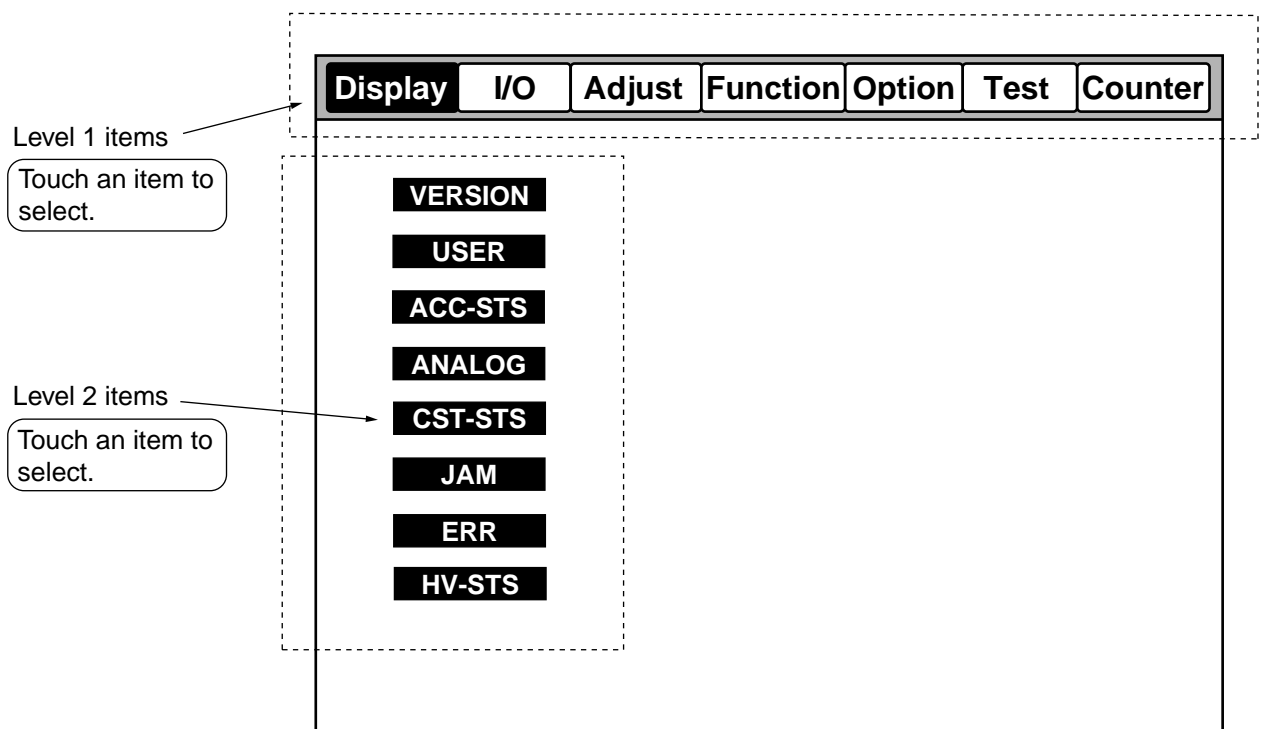 Display I/O Adjust Function Option Test Counter
Level 1 items
Touch an item to
select.
VERSION
USER
ACC-STS
ANALOG
Level 2 items
CST-STS
Touch an item to
select.
JAM
ERR
HV-STS